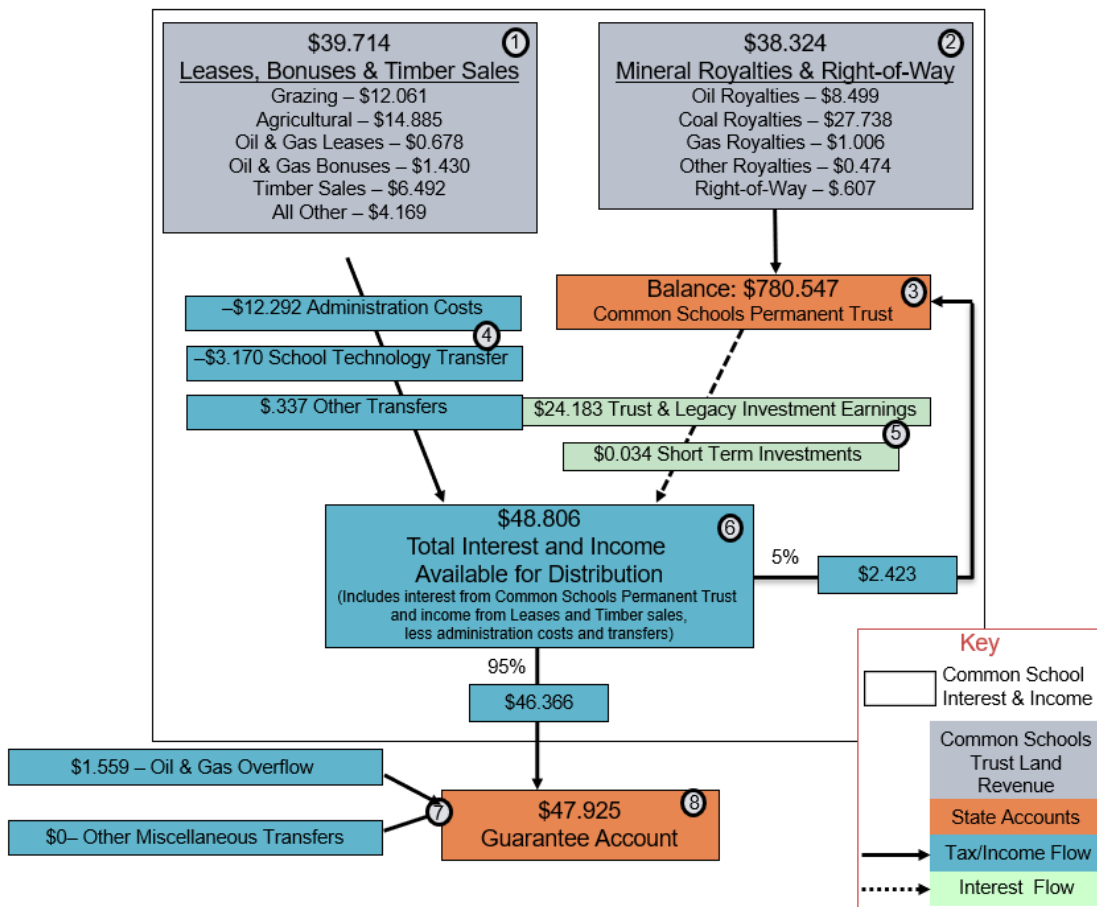 $39.714
1
Leases, Bonuses & Timber Sales
Grazing – $12.061
Agricultural – $14.885
Oil & Gas Leases – $0.678
Oil & Gas Bonuses – $1.430
Timber Sales – $6.492
All Other – $4.169
$38.324
2
Mineral Royalties & Right-of-Way
Oil Royalties – $8.499
Coal Royalties – $27.738
Gas Royalties – $1.006
Other Royalties – $0.474
Right-of-Way – $.607
Balance: $780.547
3
Common Schools Permanent Trust
–$12.292 Administration Costs
4
–$3.170 School Technology Transfer
$.337 Other Transfers
$24.183 Trust & Legacy Investment Earnings
5
$0.034 Short Term Investments
$48.806
6
Total Interest and Income
Available for Distribution
(Includes interest from Common Schools Permanent Trust
and income from Leases and Timber sales,
less administration costs and transfers)
5%
$2.423
95%
$46.366
$1.559 – Oil & Gas Overflow
$0– Other Miscellaneous Transfers
7
$47.925
8
Guarantee Account
Key
Common School
Interest & Income
Common Schools
Trust Land
Revenue
State Accounts
Tax/Income Flow
Interest Flow